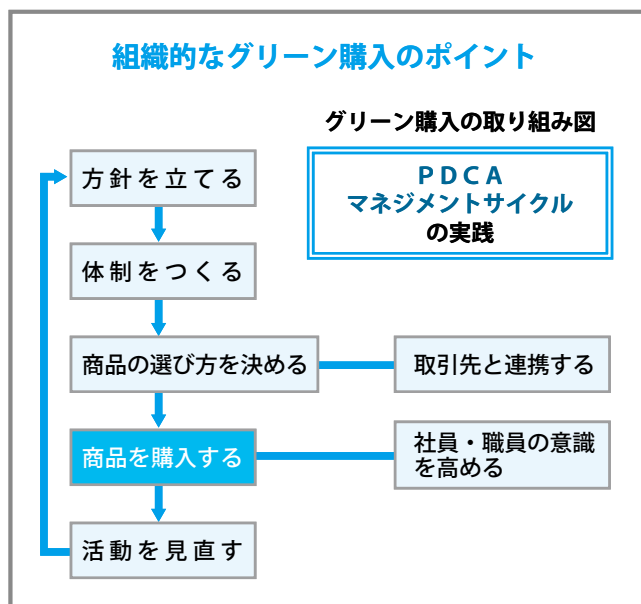 組織的なグリーン購入のポイント
グリーン購入の取り組み図
PDCA
マネジメントサイクル
の実践
方針を立てる
体制をつくる
商品の選び方を決める
取引先と連携する
商品を購入する
社員・職員の意識
を高める
活動を見直す